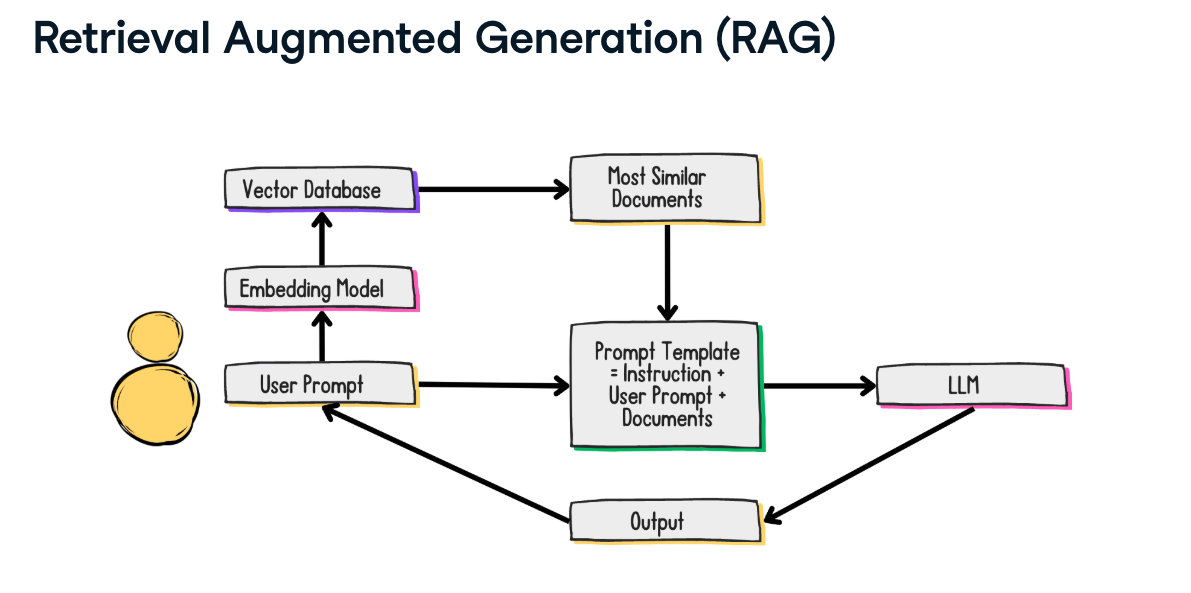 Retrieval Augmented Generation (RAG)
Vector Database
Most Similar
Documents
Embedding Model
User Prompt
Prompt Template
= Instruction +
User Prompt +
Documents
LLM
Output